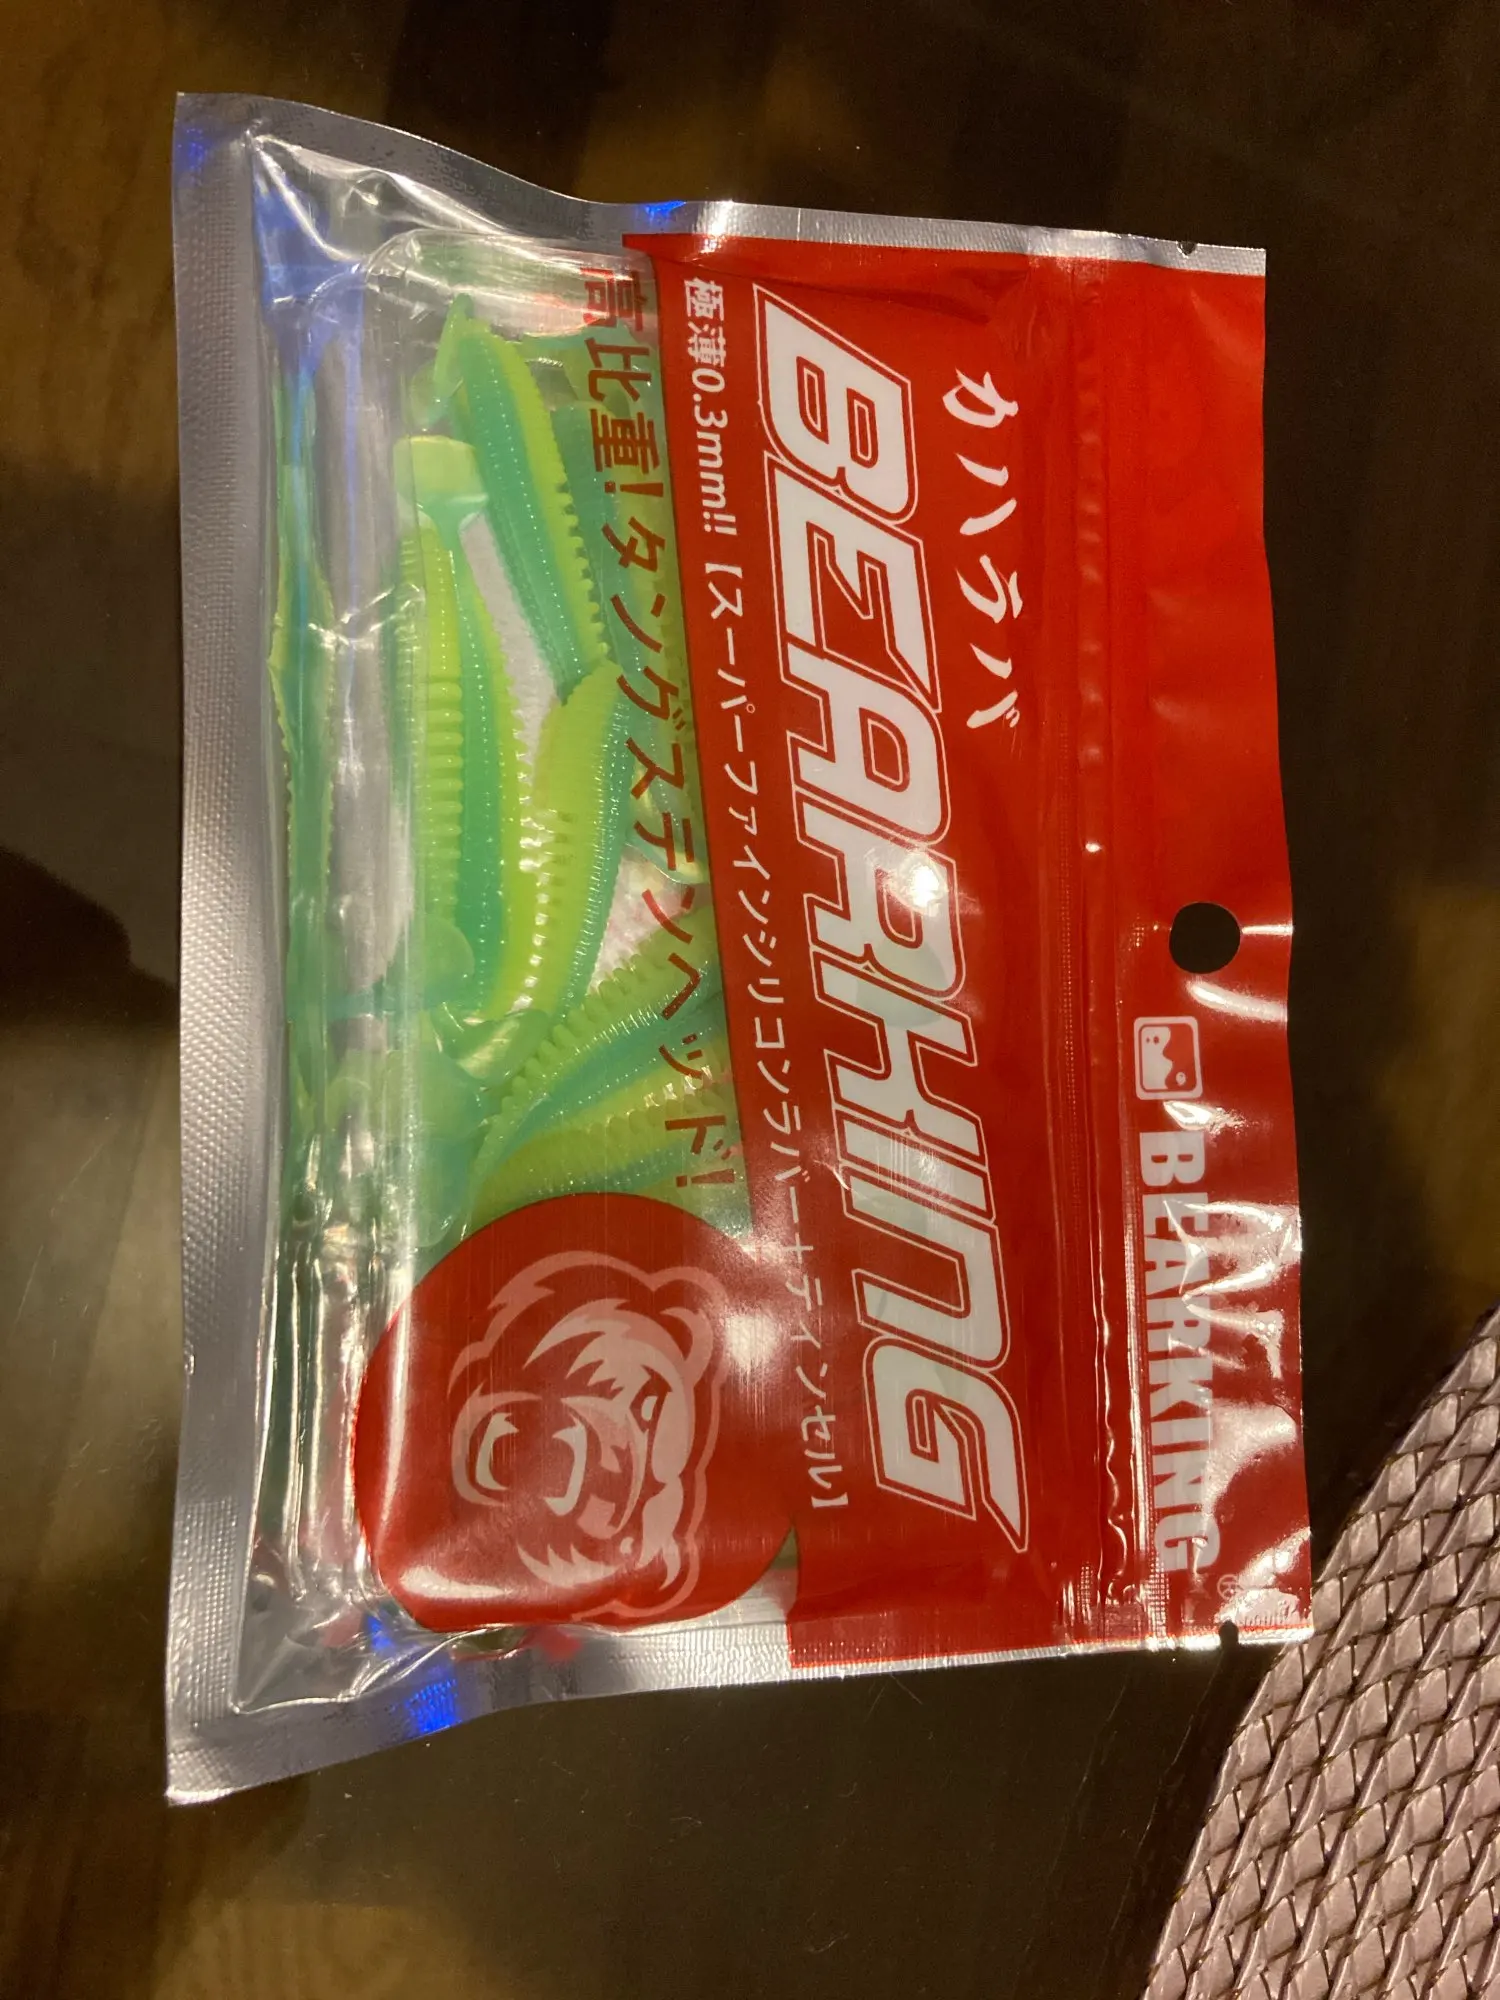 BEARKING®
カハラバ
BEARKING
極薄0.3mm!!【スーパーファインシリコンラバー+ティンセル】
高比重!タングステンヘッド!